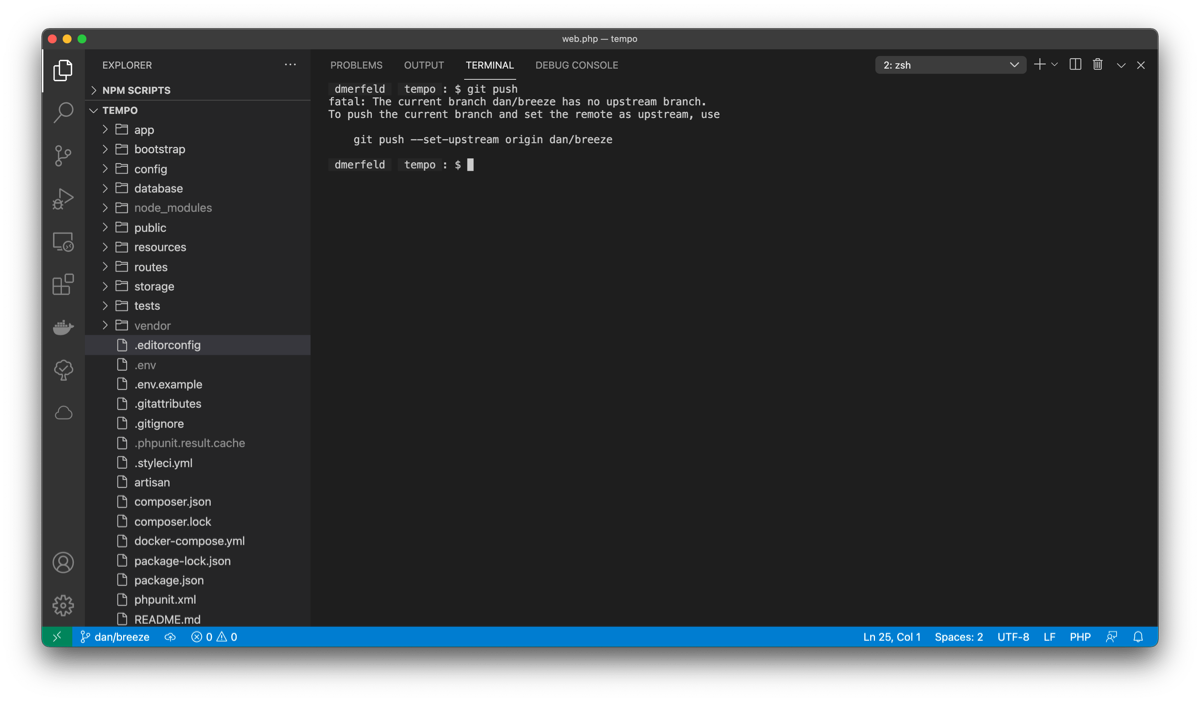 web.php — tempo
EXPLORER
NPM SCRIPTS
TEMPO
app
bootstrap
config
database
node_modules
public
resources
routes
storage
tests
vendor
.editorconfig
.env
.env.example
.gitattributes
.gitignore
.phpunit.result.cache
.styleci.yml
artisan
composer.json
composer.lock
docker-compose.yml
package-lock.json
package.json
phpunit.xml
README.md
PROBLEMS OUTPUT TERMINAL DEBUG CONSOLE 2: zsh
dmerfeld tempo : $ git push
fatal: The current branch dan/breeze has no upstream branch.
To push the current branch and set the remote as upstream, use
git push --set-upstream origin dan/breeze
dmerfeld tempo : $
dan/breeze 0 0 Ln 25, Col 1 Spaces: 2 UTF-8 LF PHP